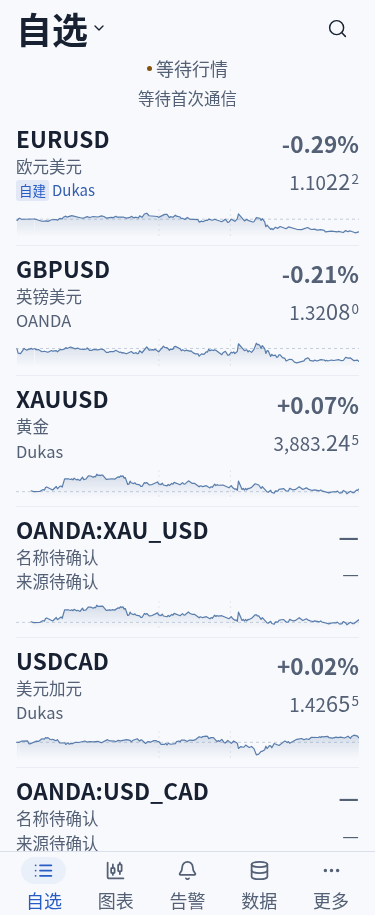 自选
等待行情
等待首次通信
EURUSD
-0.29%
欧元美元
1.10222
自建 Dukas
GBPUSD
-0.21%
英镑美元
1.32080
OANDA
XAUUSD
+0.07%
黄金
3,883.245
Dukas
OANDA:XAU_USD
—
名称待确认
—
来源待确认
USDCAD
+0.02%
美元加元
1.42655
Dukas
OANDA:USD_CAD
—
名称待确认
—
来源待确认
自选 图表 告警 数据 更多